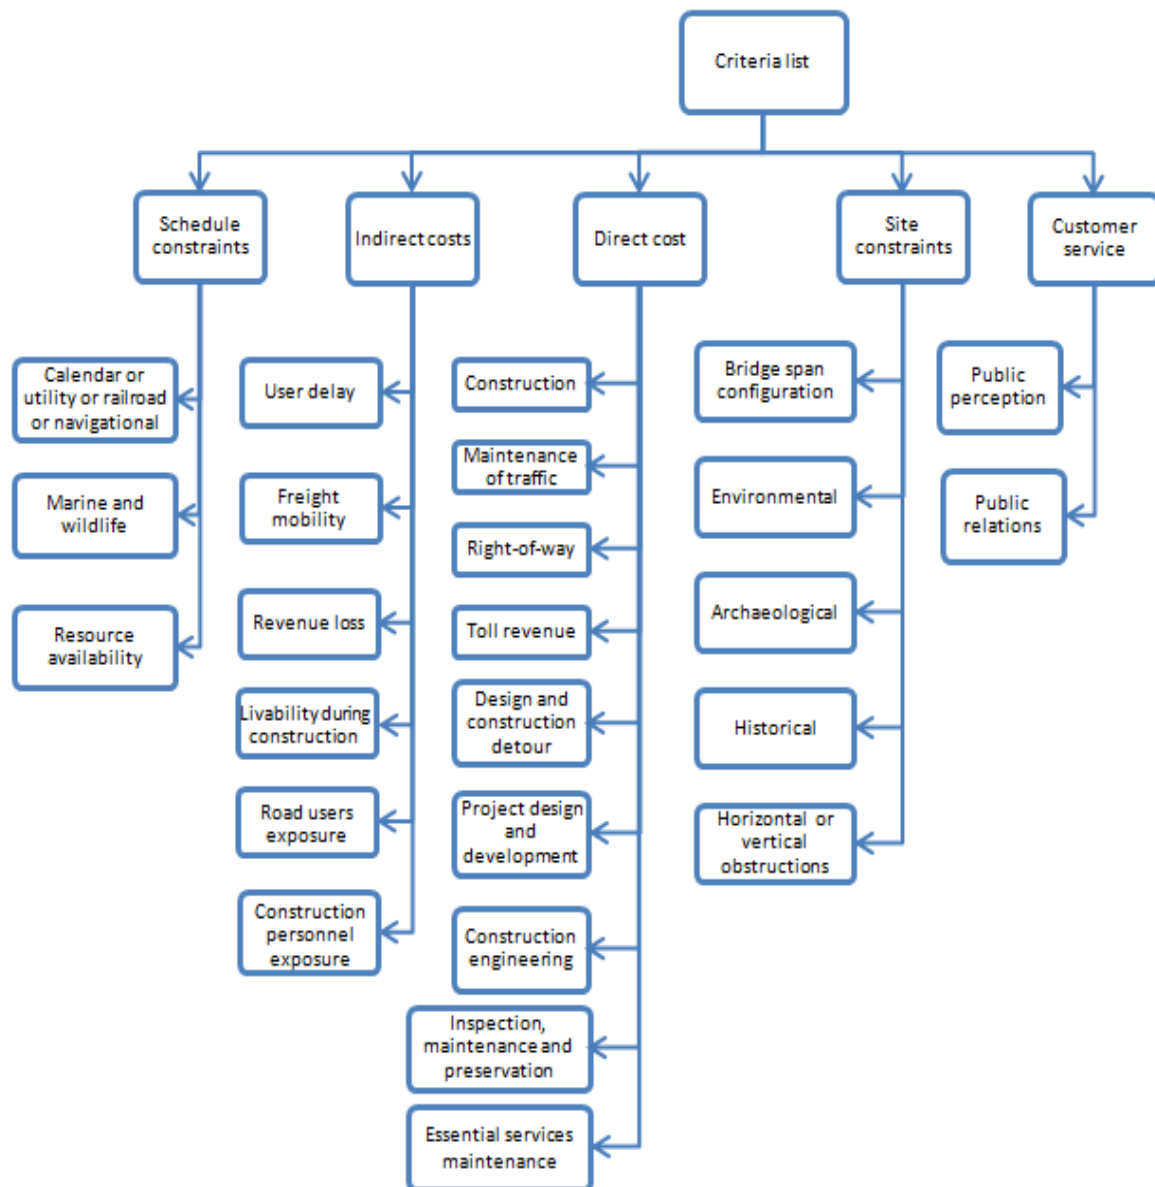 Criteria list
Schedule
constraints
Indirect costs
Direct cost
Site
constraints
Customer
service
Calendar or
utility or railroad
or navigational
Marine and
wildlife
Resource
availability
User delay
Freight
mobility
Revenue loss
Livability during
construction
Road users
exposure
Construction
personnel
exposure
Construction
Maintenance
of traffic
Right-of-way
Toll revenue
Design and
construction
detour
Project design
and
development
Construction
engineering
Inspection,
maintenance and
preservation
Essential services
maintenance
Bridge span
configuration
Environmental
Archaeological
Historical
Horizontal or
vertical
obstructions
Public
perception
Public
relations